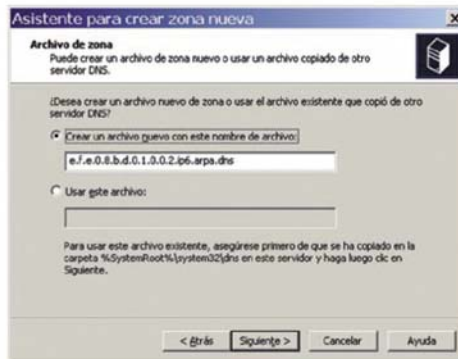 Asistente para crear zona nueva
Archivo de zona
Puede crear un archivo de zona nuevo o usar un archivo copiado de otro
servidor DNS.
¿Desea crear un archivo nuevo de zona o usar el archivo existente que copió de otro
servidor DNS?
Crear un archivo nuevo con este nombre de archivo:
e.f.e.0.8.b.d.0.1.0.0.2.ip6.arpa.dns
Usar este archivo:
Para usar este archivo existente, asegúrese primero de que se ha copiado en la
carpeta %SystemRoot%\system32\dns en este servidor y haga luego clic en
Siguiente.
< Atrás Siguiente > Cancelar Ayuda